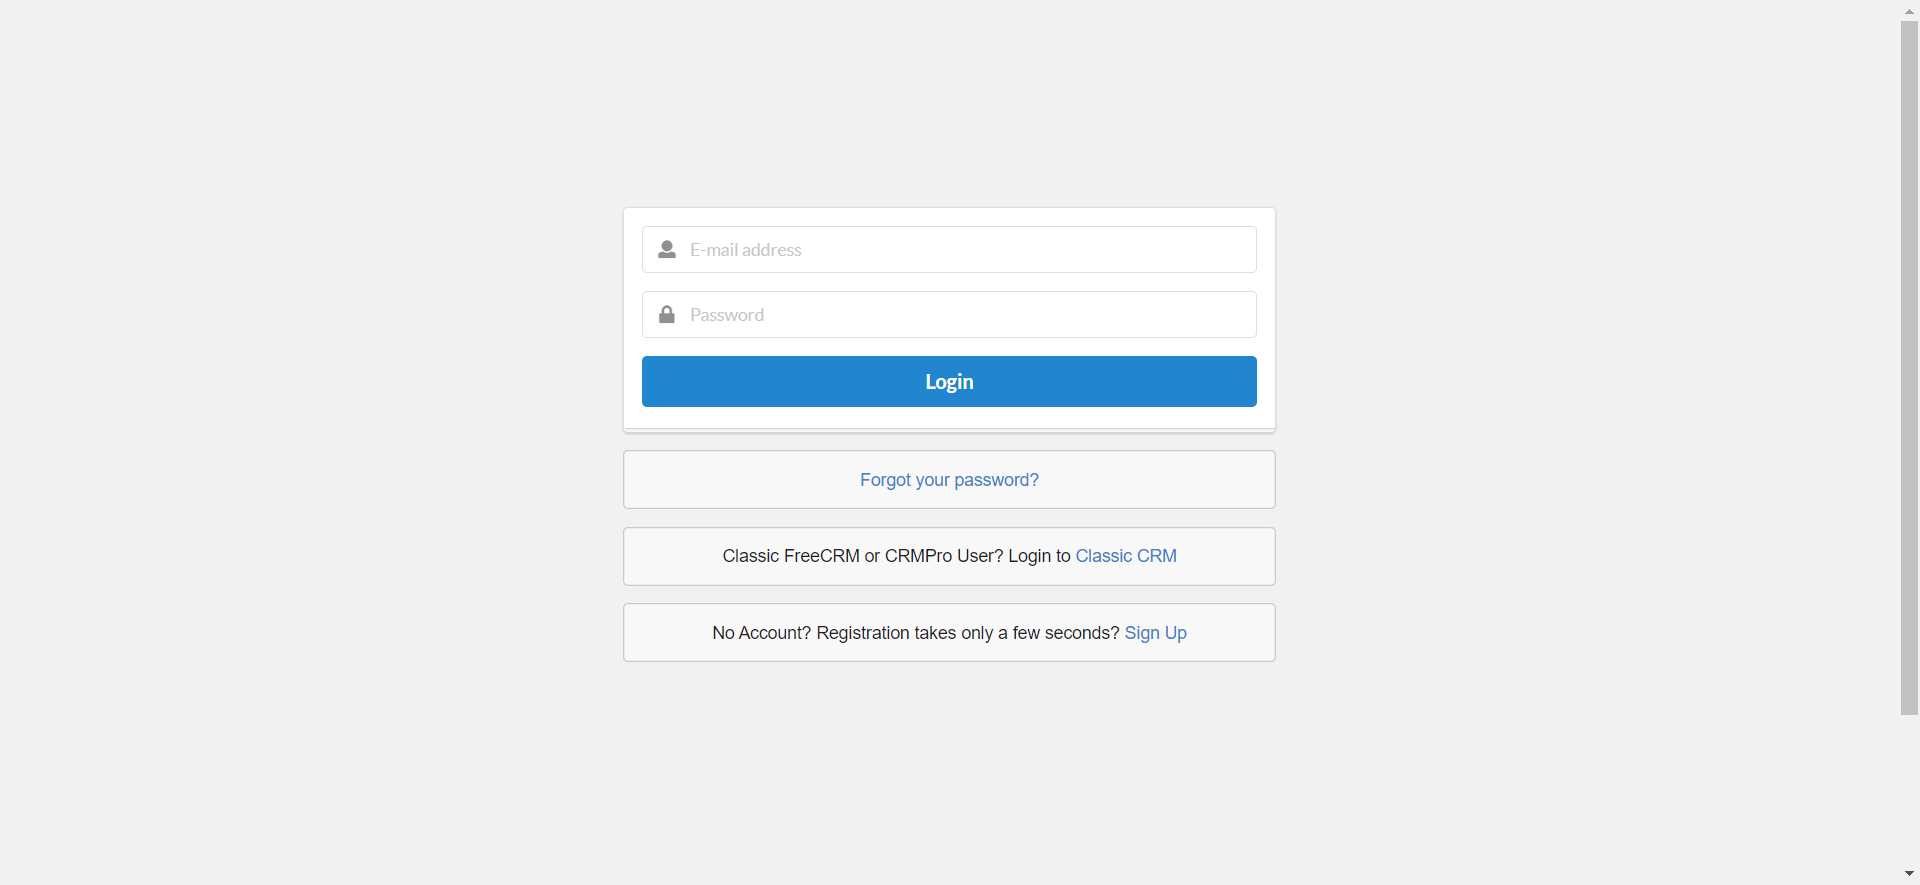 E-mail address
Password
Login
Forgot your password?
Classic FreeCRM or CRMPro User? Login to Classic CRM
No Account? Registration takes only a few seconds? Sign Up